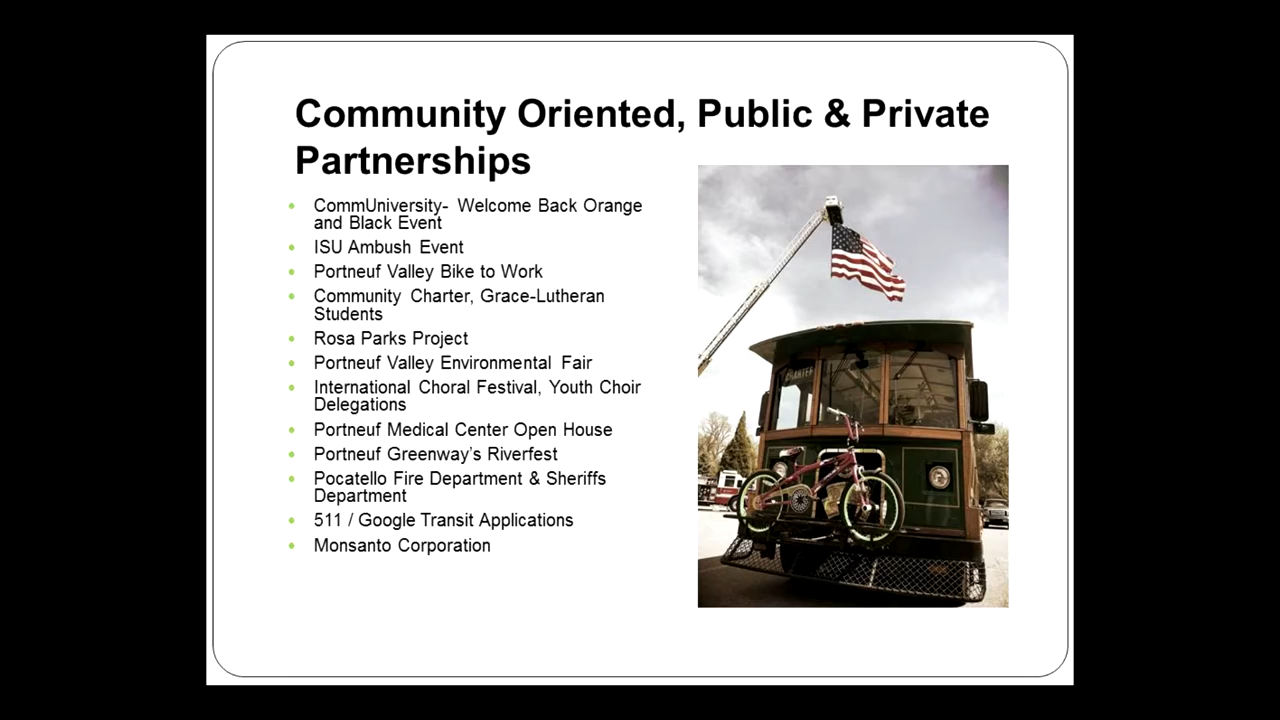 Community Oriented, Public & Private
Partnerships
CommUniversity- Welcome Back Orange
and Black Event
ISU Ambush Event
Portneuf Valley Bike to Work
Community Charter, Grace-Lutheran
Students
Rosa Parks Project
Portneuf Valley Environmental Fair
International Choral Festival, Youth Choir
Delegations
Portneuf Medical Center Open House
Portneuf Greenway’s Riverfest
Pocatello Fire Department & Sheriffs
Department
511 / Google Transit Applications
Monsanto Corporation
CHARTER